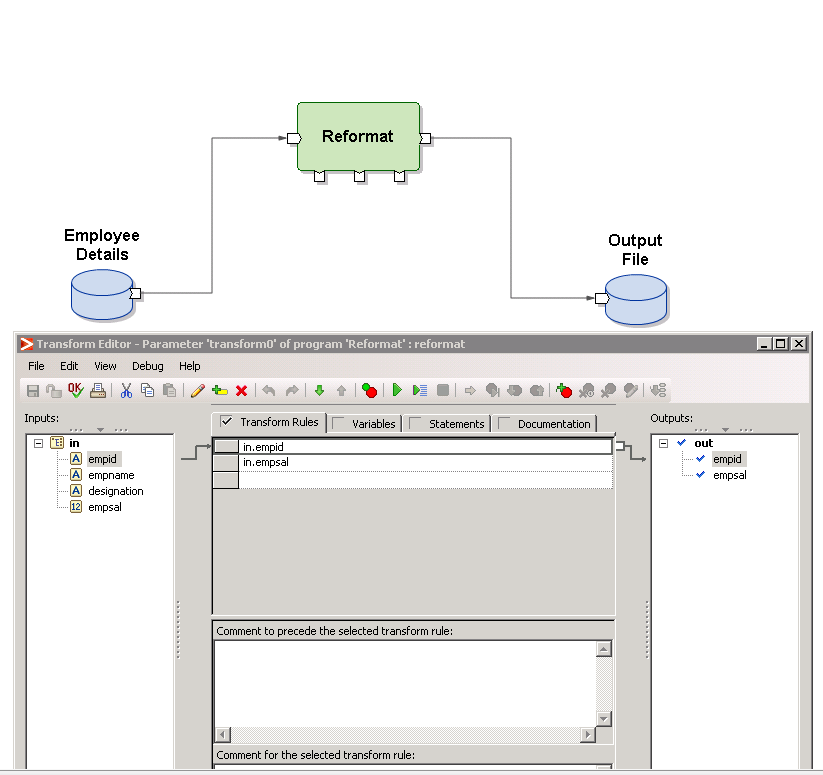 Reformat
Employee
Details
Output
File
Transform Editor - Parameter 'transform0' of program 'Reformat' : reformat
File Edit View Debug Help
OK
Inputs:
Transform Rules Variables Statements Documentation
Outputs:
in
in.empid
out
A empid
in.empsal
empid
A empname
empsal
A designation
12 empsal
Comment to precede the selected transform rule:
Comment for the selected transform rule: